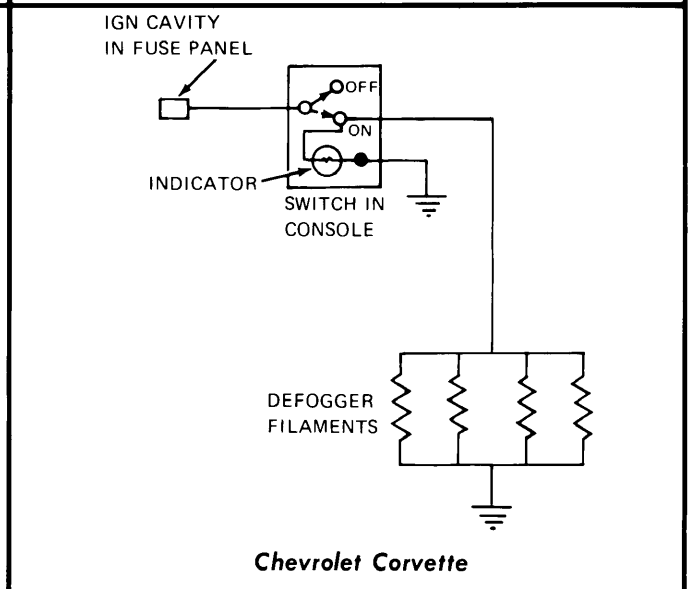 IGN CAVITY
IN FUSE PANEL
OFF
ON
INDICATOR
SWITCH IN
CONSOLE
DEFOGGER
FILAMENTS
Chevrolet Corvette